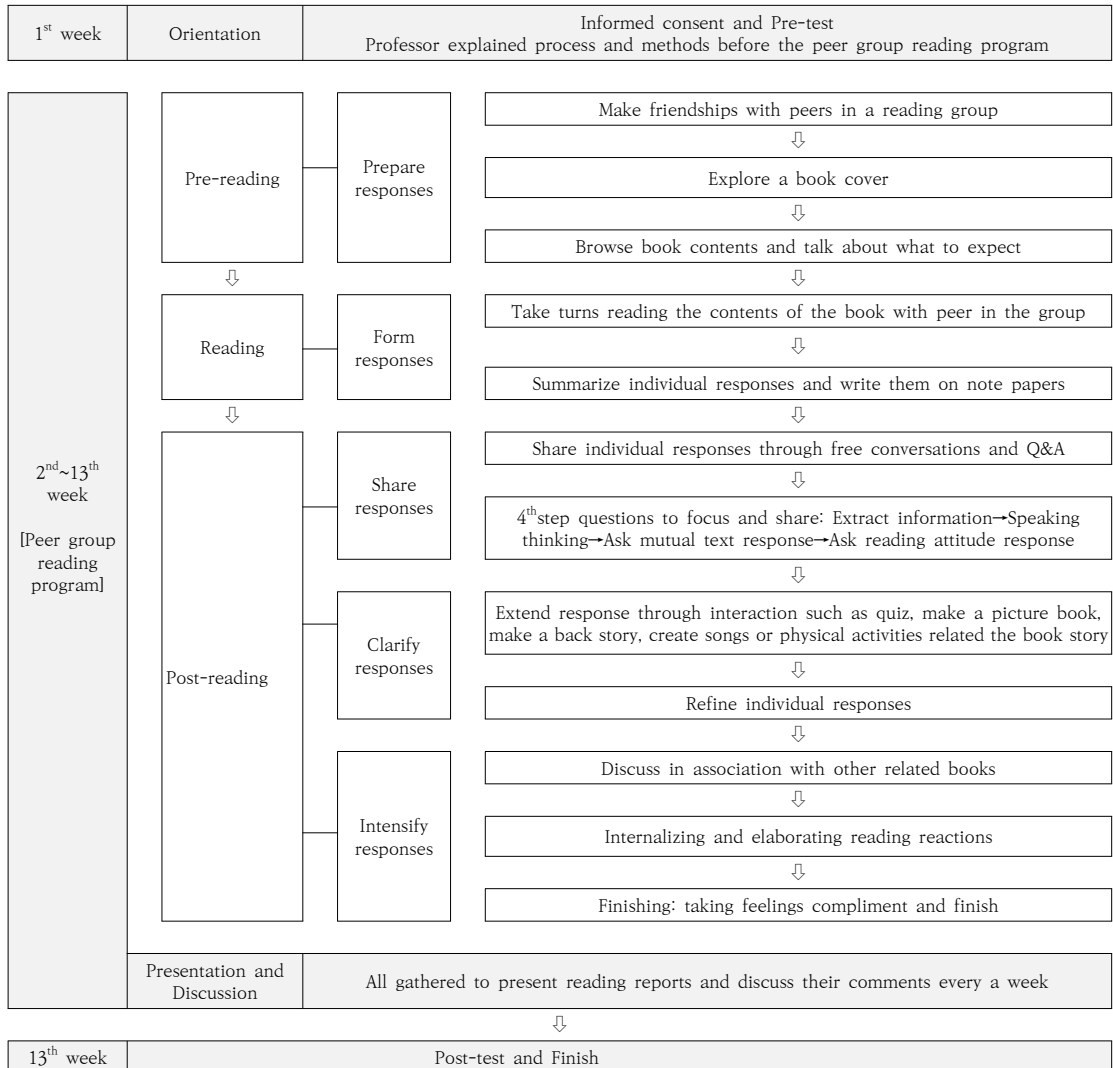 1st week
Orientation
Informed consent and Pre-test
Professor explained process and methods before the peer group reading program
2nd~13th
week
[Peer group
reading
program]
Pre-reading
Prepare
responses
Make friendships with peers in a reading group
⇩
Explore a book cover
⇩
Browse book contents and talk about what to expect
⇩
⇩
Reading
Form
responses
Take turns reading the contents of the book with peer in the group
⇩
Summarize individual responses and write them on note papers
⇩
⇩
Post-reading
Share
responses
Share individual responses through free conversations and Q&A
⇩
4th step questions to focus and share: Extract information→Speaking
thinking→Ask mutual text response→Ask reading attitude response
⇩
Clarify
responses
Extend response through interaction such as quiz, make a picture book,
make a back story, create songs or physical activities related the book story
⇩
Refine individual responses
⇩
Intensify
responses
Discuss in association with other related books
⇩
Internalizing and elaborating reading reactions
⇩
Finishing: taking feelings compliment and finish
Presentation and
Discussion
All gathered to present reading reports and discuss their comments every a week
⇩
13th week
Post-test and Finish